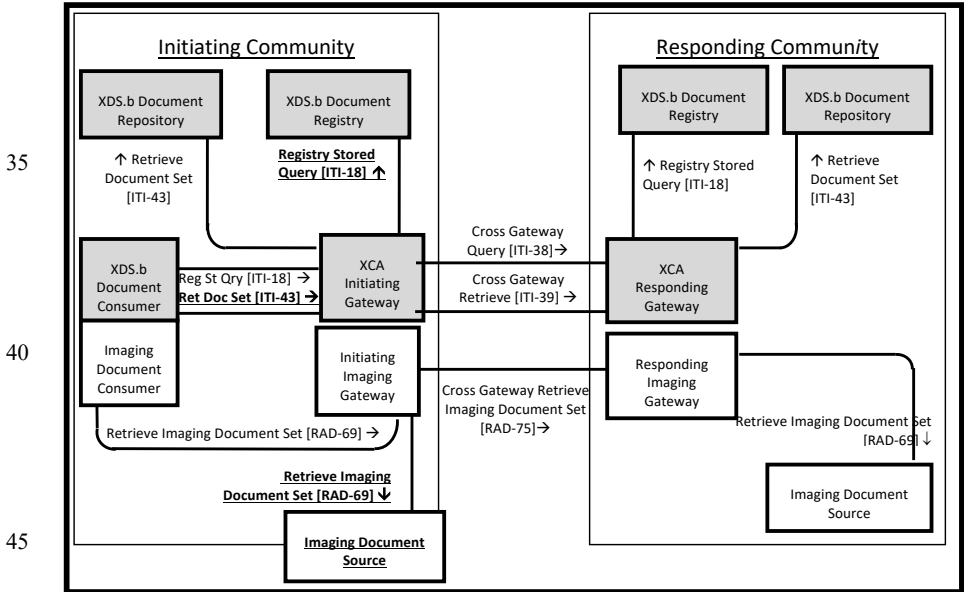 Initiating Community
Responding Community
XDS.b Document
Repository
XDS.b Document
Registry
XDS.b Document
Registry
XDS.b Document
Repository
35
↑ Retrieve
Document Set
[ITI-43]
Registry Stored
Query [ITI-18] ↑
↑ Registry Stored
Query [ITI-18]
↑ Retrieve
Document Set
[ITI-43]
Cross Gateway
Query [ITI-38]→
XDS.b
Document
Consumer
Reg St Qry [ITI-18] →
Ret Doc Set [ITI-43] →
XCA
Initiating
Gateway
Cross Gateway
Retrieve [ITI-39] →
XCA
Responding
Gateway
40
Imaging
Document
Consumer
Initiating
Imaging
Gateway
Cross Gateway Retrieve
Imaging Document Set
[RAD-75]→
Responding
Imaging
Gateway
Retrieve Imaging Document Set [RAD-69] →
Retrieve Imaging Document Set
[RAD-69] ↓
Retrieve Imaging
Document Set [RAD-69] ↓
Imaging Document
Source
45
Imaging Document
Source